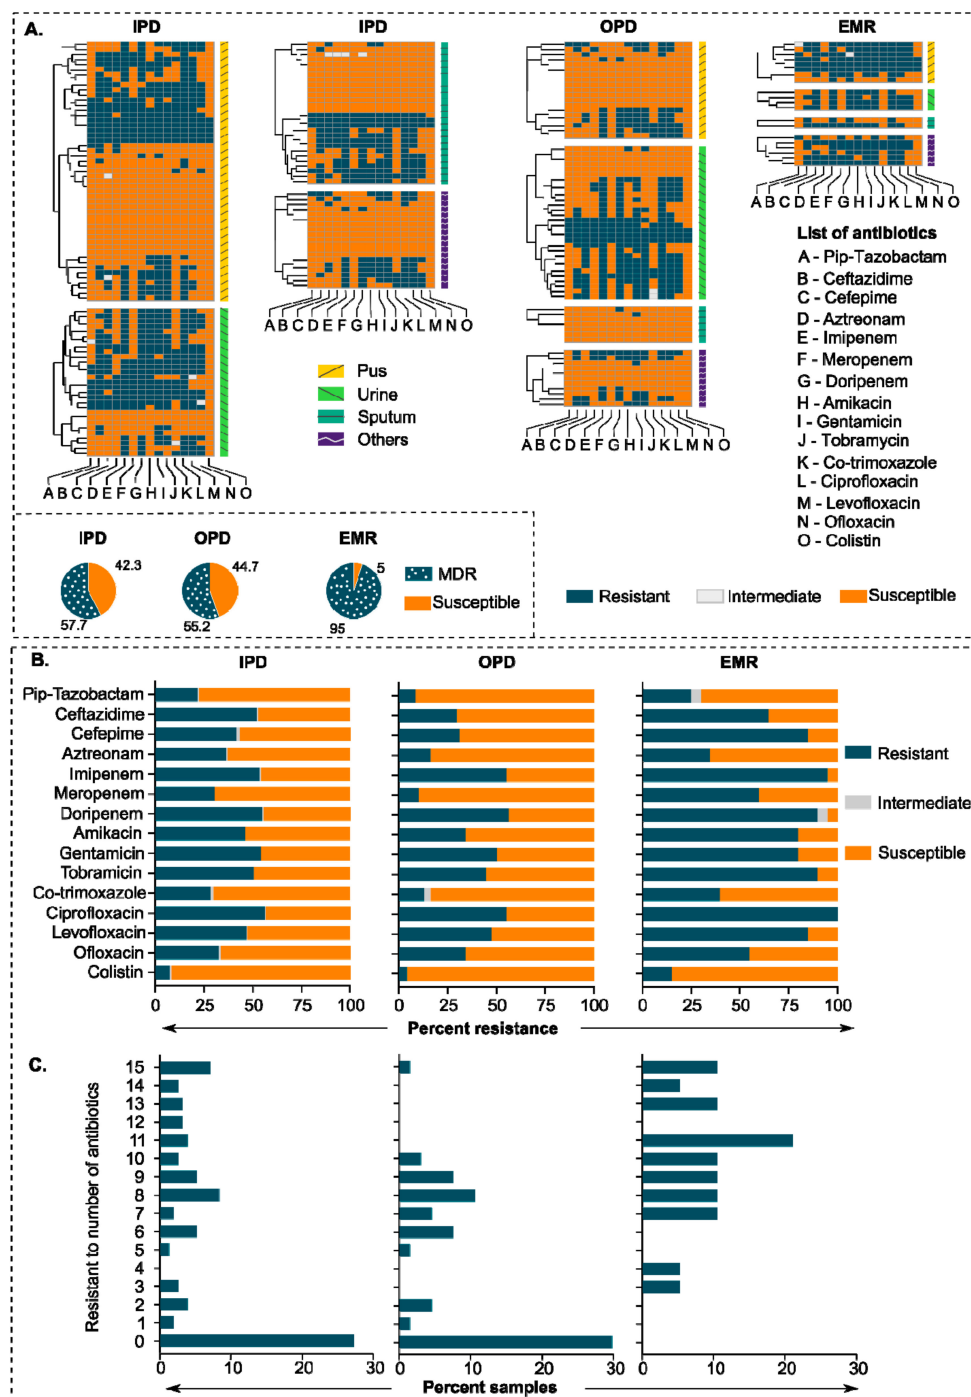 A.
IPD
IPD
OPD
EMR
A B C D E F G H I J K L M N O
A B C D E F G H I J K L M N O
A B C D E F G H I J K L M N O
A B C D E F G H I J K L M N O
Pus
Urine
Sputum
Others
List of antibiotics
A - Pip-Tazobactam
B - Ceftazidime
C - Cefepime
D - Aztreonam
E - Imipenem
F - Meropenem
G - Doripenem
H - Amikacin
I - Gentamicin
J - Tobramycin
K - Co-trimoxazole
L - Ciprofloxacin
M - Levofloxacin
N - Ofloxacin
O - Colistin
IPD
OPD
EMR
42.3
57.7
44.7
55.2
5
95
MDR
Susceptible
Resistant
Intermediate
Susceptible
B.
IPD
OPD
EMR
Pip-Tazobactam
Ceftazidime
Cefepime
Aztreonam
Imipenem
Meropenem
Doripenem
Amikacin
Gentamicin
Tobramicin
Co-trimoxazole
Ciprofloxacin
Levofloxacin
Ofloxacin
Colistin
0 25 50 75 100
0 25 50 75 100
0 25 50 75 100
Percent resistance
Resistant
Intermediate
Susceptible
C.
Resistant to number of antibiotics
15
14
13
12
11
10
9
8
7
6
5
4
3
2
1
0
0 10 20 30
0 10 20 30
0 10 20 30
Percent samples